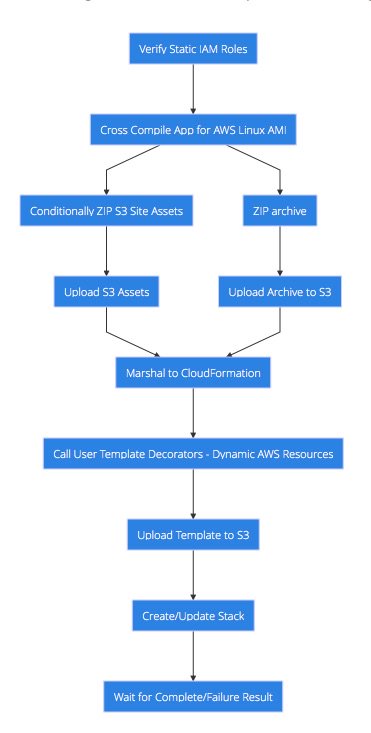 Verify Static IAM Roles
Cross Compile App for AWS Linux AMI
Conditionally ZIP S3 Site Assets
ZIP archive
Upload S3 Assets
Upload Archive to S3
Marshal to CloudFormation
Call User Template Decorators - Dynamic AWS Resources
Upload Template to S3
Create/Update Stack
Wait for Complete/Failure Result